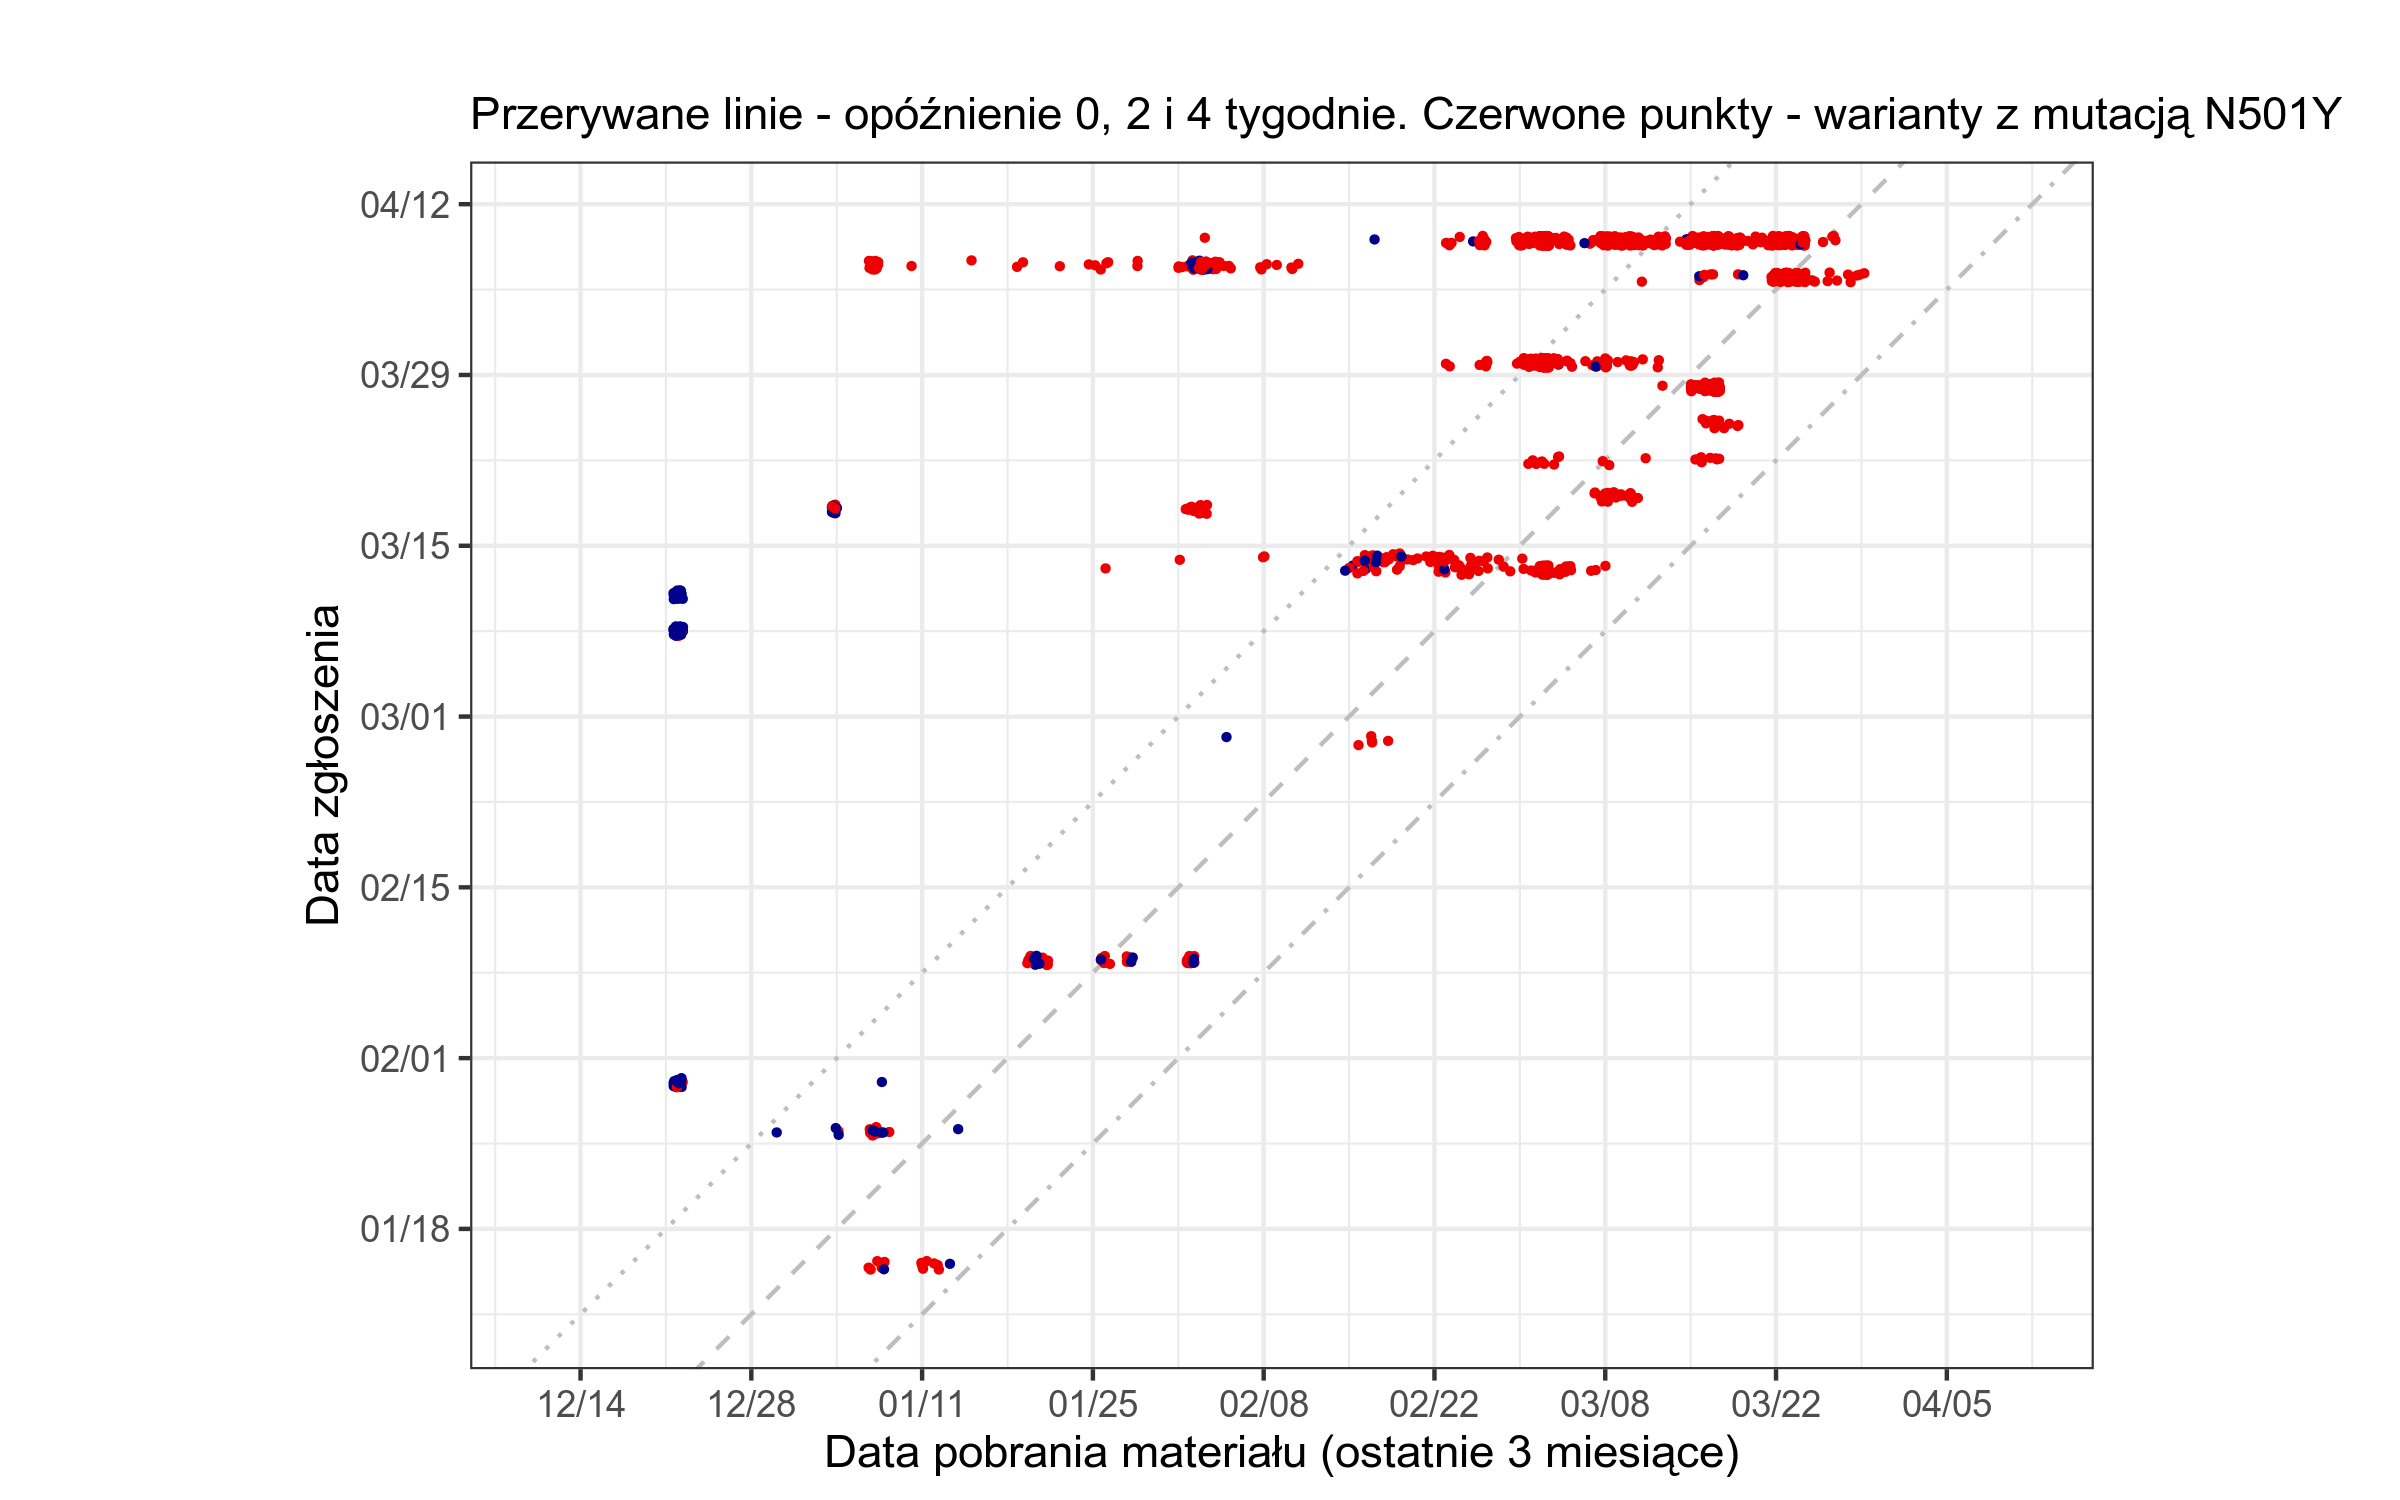 Przerywane linie - opóźnienie 0, 2 i 4 tygodnie. Czerwone punkty - warianty z mutacją N501Y
04/12
03/29
03/15
03/01
02/15
02/01
01/18
Data zgłoszenia
12/14 12/28 01/11 01/25 02/08 02/22 03/08 03/22 04/05
Data pobrania materiału (ostatnie 3 miesiące)